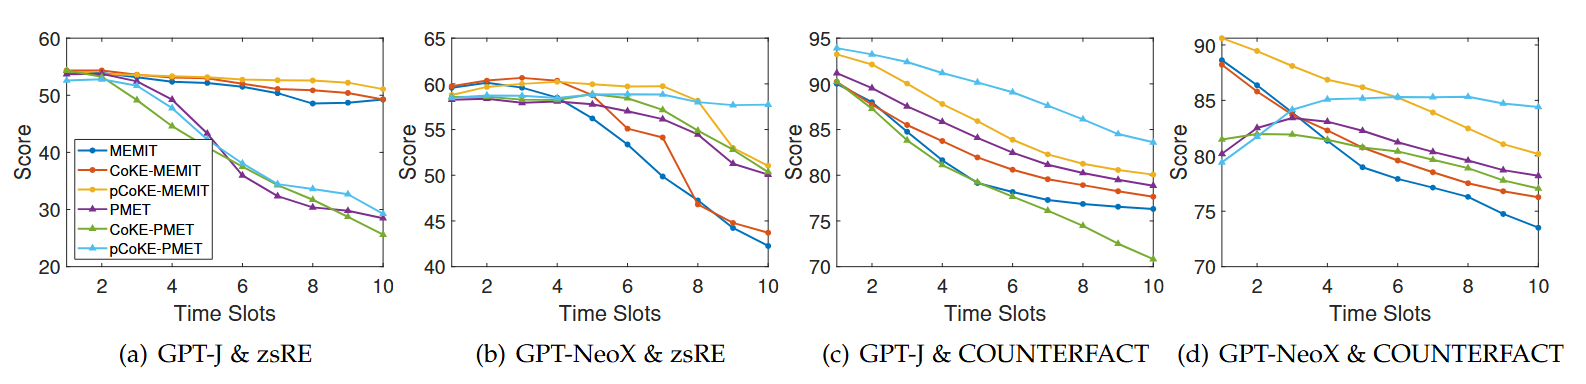 60
50
40
30
20
Score
MEMIT
CoKE-MEMIT
pCoKE-MEMIT
PMET
CoKE-PMET
pCoKE-PMET
2 4 6 8 10
Time Slots
(a) GPT-J & zsRE
65
60
55
50
45
40
Score
2 4 6 8 10
Time Slots
(b) GPT-NeoX & zsRE
95
90
85
80
75
70
Score
2 4 6 8 10
Time Slots
(c) GPT-J & COUNTERFACT
90
85
80
75
70
Score
2 4 6 8 10
Time Slots
(d) GPT-NeoX & COUNTERFACT